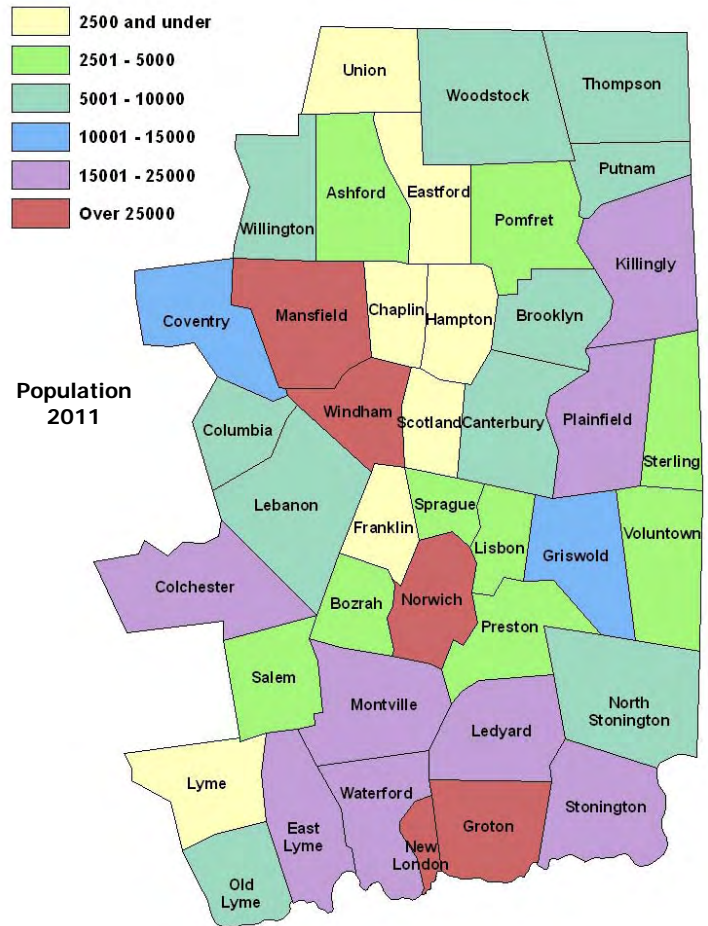 2500 and under
2501 - 5000
5001 - 10000
10001 - 15000
15001 - 25000
Over 25000
Population
2011
Union
Woodstock
Thompson
Putnam
Willington
Ashford
Eastford
Pomfret
Killingly
Coventry
Mansfield
Chaplin
Hampton
Brooklyn
Columbia
Windham
Scotland
Canterbury
Plainfield
Sterling
Lebanon
Franklin
Sprague
Lisbon
Griswold
Voluntown
Colchester
Bozrah
Norwich
Preston
Salem
Montville
Ledyard
North
Stonington
Lyme
East
Lyme
Waterford
New
London
Groton
Stonington
Old
Lyme